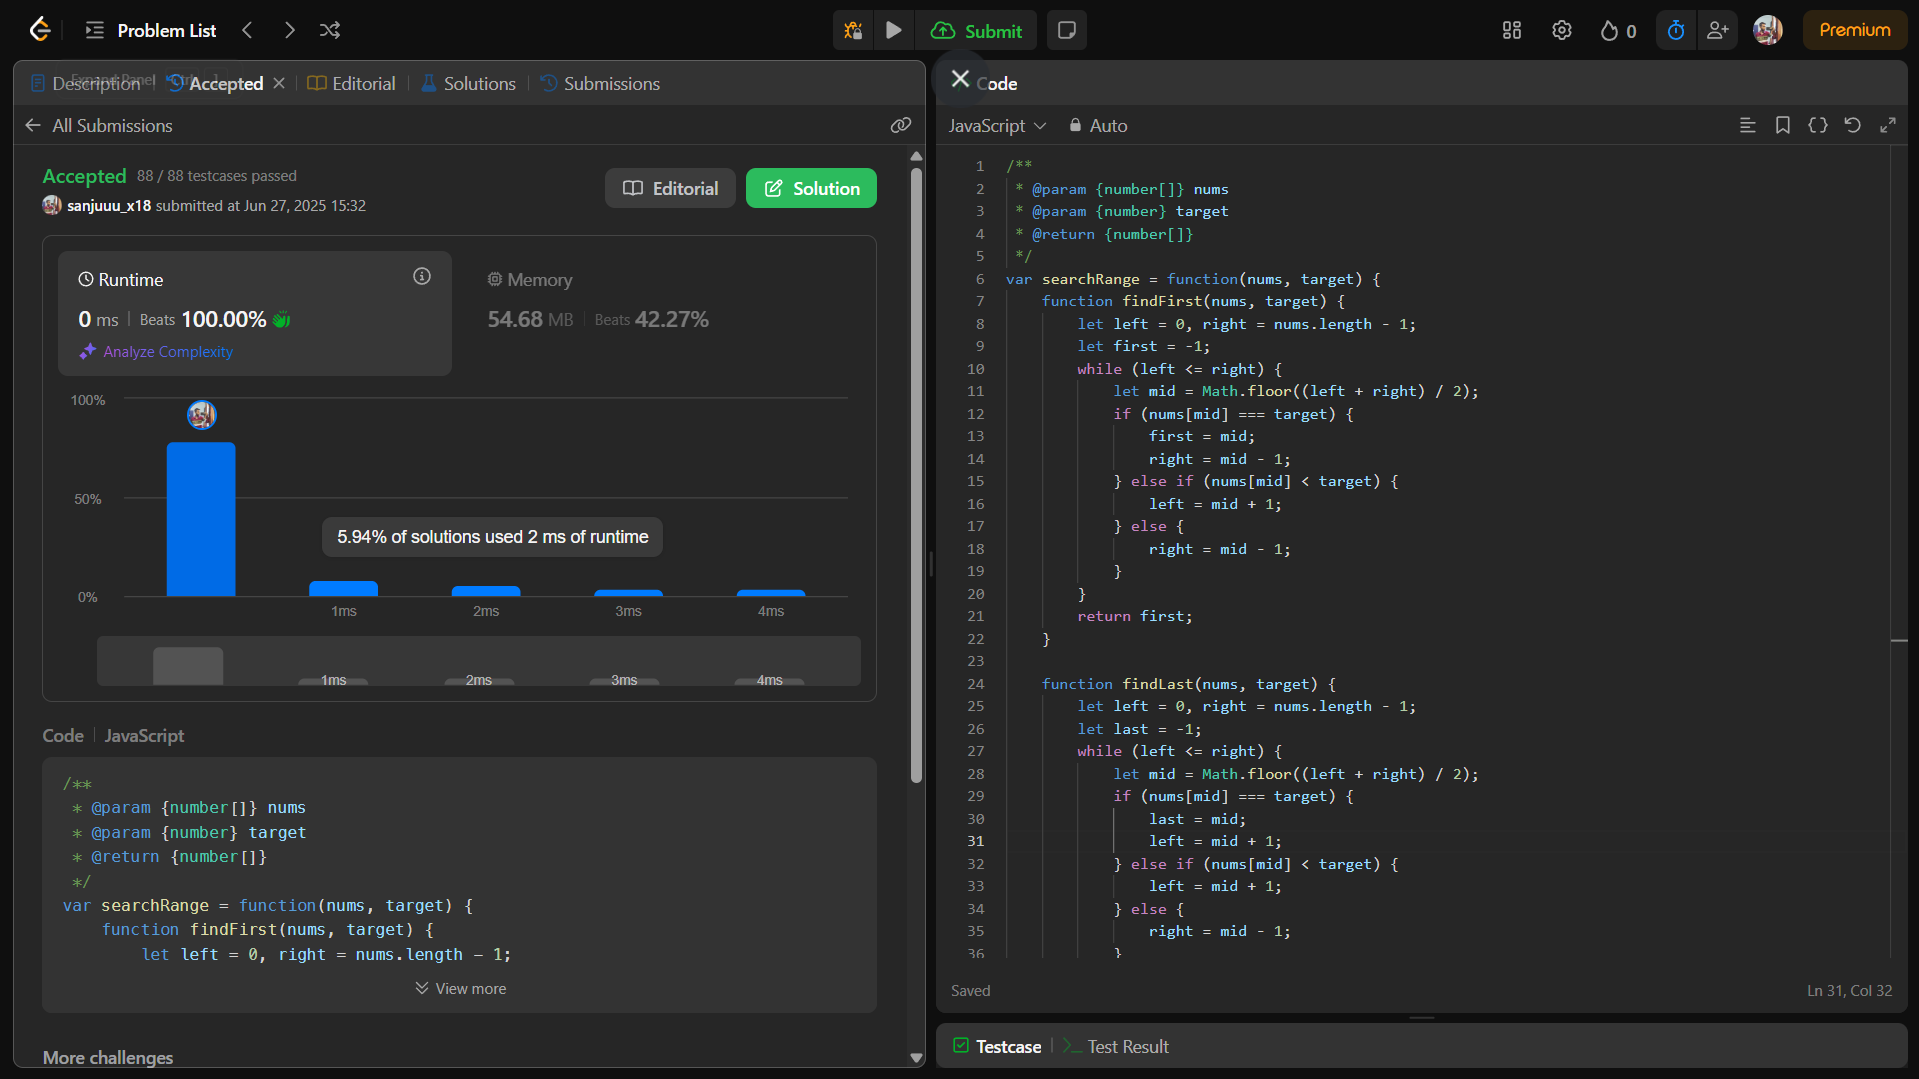 Problem List
Submit
0
Premium
Description
Expand Panel
Accepted
Editorial
Solutions
Submissions
All Submissions
Accepted 88 / 88 testcases passed
sanjuuu_x18 submitted at Jun 27, 2025 15:32
Editorial
Solution
Runtime
0 ms Beats 100.00%
Analyze Complexity
Memory
54.68 MB Beats 42.27%
100%
50%
0%
5.94% of solutions used 2 ms of runtime
1ms 2ms 3ms 4ms
1ms 2ms 3ms 4ms
Code JavaScript
/**
 * @param {number[]} nums
 * @param {number} target
 * @return {number[]}
 */
var searchRange = function(nums, target) {
    function findFirst(nums, target) {
        let left = 0, right = nums.length - 1;
View more
More challenges
Code
JavaScript
Auto
1 /**
2  * @param {number[]} nums
3  * @param {number} target
4  * @return {number[]}
5  */
6 var searchRange = function(nums, target) {
7     function findFirst(nums, target) {
8         let left = 0, right = nums.length - 1;
9         let first = -1;
10         while (left <= right) {
11             let mid = Math.floor((left + right) / 2);
12             if (nums[mid] === target) {
13                 first = mid;
14                 right = mid - 1;
15             } else if (nums[mid] < target) {
16                 left = mid + 1;
17             } else {
18                 right = mid - 1;
19             }
20         }
21         return first;
22     }
23
24     function findLast(nums, target) {
25         let left = 0, right = nums.length - 1;
26         let last = -1;
27         while (left <= right) {
28             let mid = Math.floor((left + right) / 2);
29             if (nums[mid] === target) {
30                 last = mid;
31                 left = mid + 1;
32             } else if (nums[mid] < target) {
33                 left = mid + 1;
34             } else {
35                 right = mid - 1;
36             }
Saved
Ln 31, Col 32
Testcase
Test Result